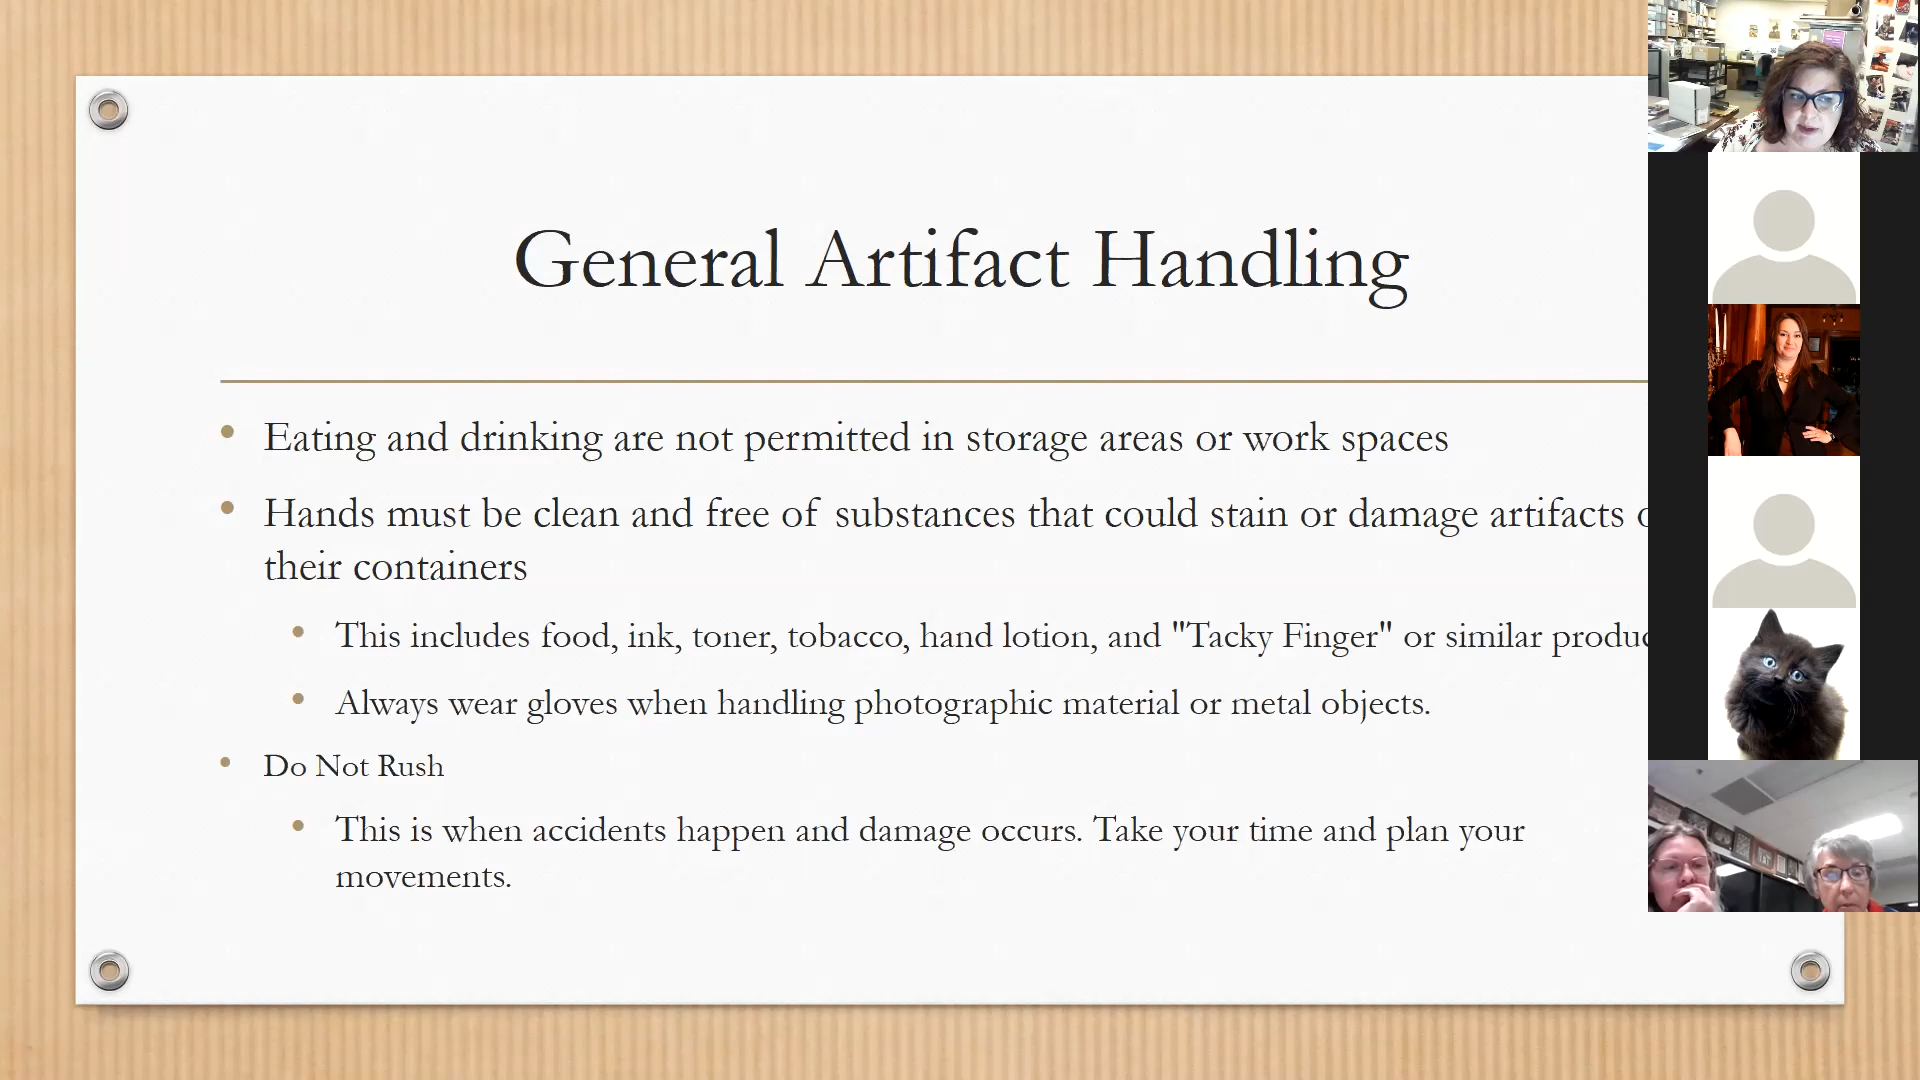 General Artifact Handling
Eating and drinking are not permitted in storage areas or work spaces
Hands must be clean and free of substances that could stain or damage artifacts
their containers
This includes food, ink, toner, tobacco, hand lotion, and "Tacky Finger" or similar
Always wear gloves when handling photographic material or metal objects.
Do Not Rush
This is when accidents happen and damage occurs. Take your time and plan your
movements.